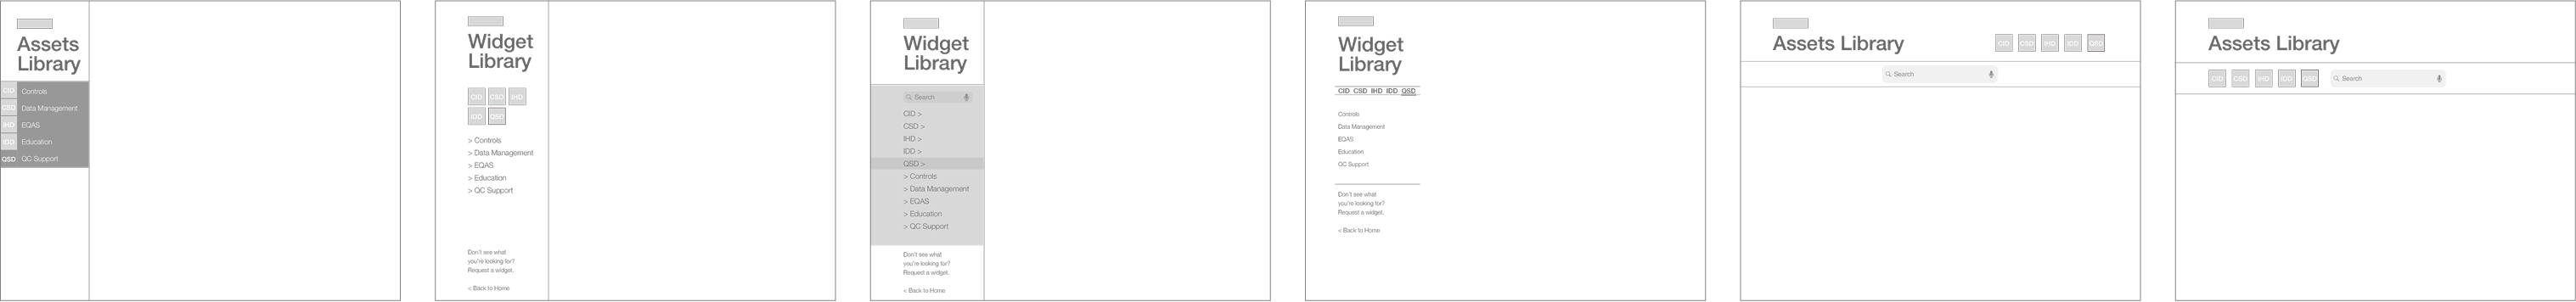 Assets
Library
CID Controls
CSD Data Management
IHD EQAS
IDD Education
QSD QC Support
Widget
Library
CID CSD IHD
IDD QSD
> Controls
> Data Management
> EQAS
> Education
> QC Support
Don't see what
you're looking for?
Request a widget.
< Back to Home
Widget
Library
Search
CID >
CSD >
IHD >
IDD >
QSD >
> Controls
> Data Management
> EQAS
> Education
> QC Support
Don't see what
you're looking for?
Request a widget.
< Back to Home
Widget
Library
CID CSD IHD IDD QSD
Controls
Data Management
EQAS
Education
QC Support
Don't see what
you're looking for?
Request a widget.
< Back to Home
Assets Library
CID CSD IHD IDD QSD
Search
Assets Library
CID CSD IHD IDD QSD Search